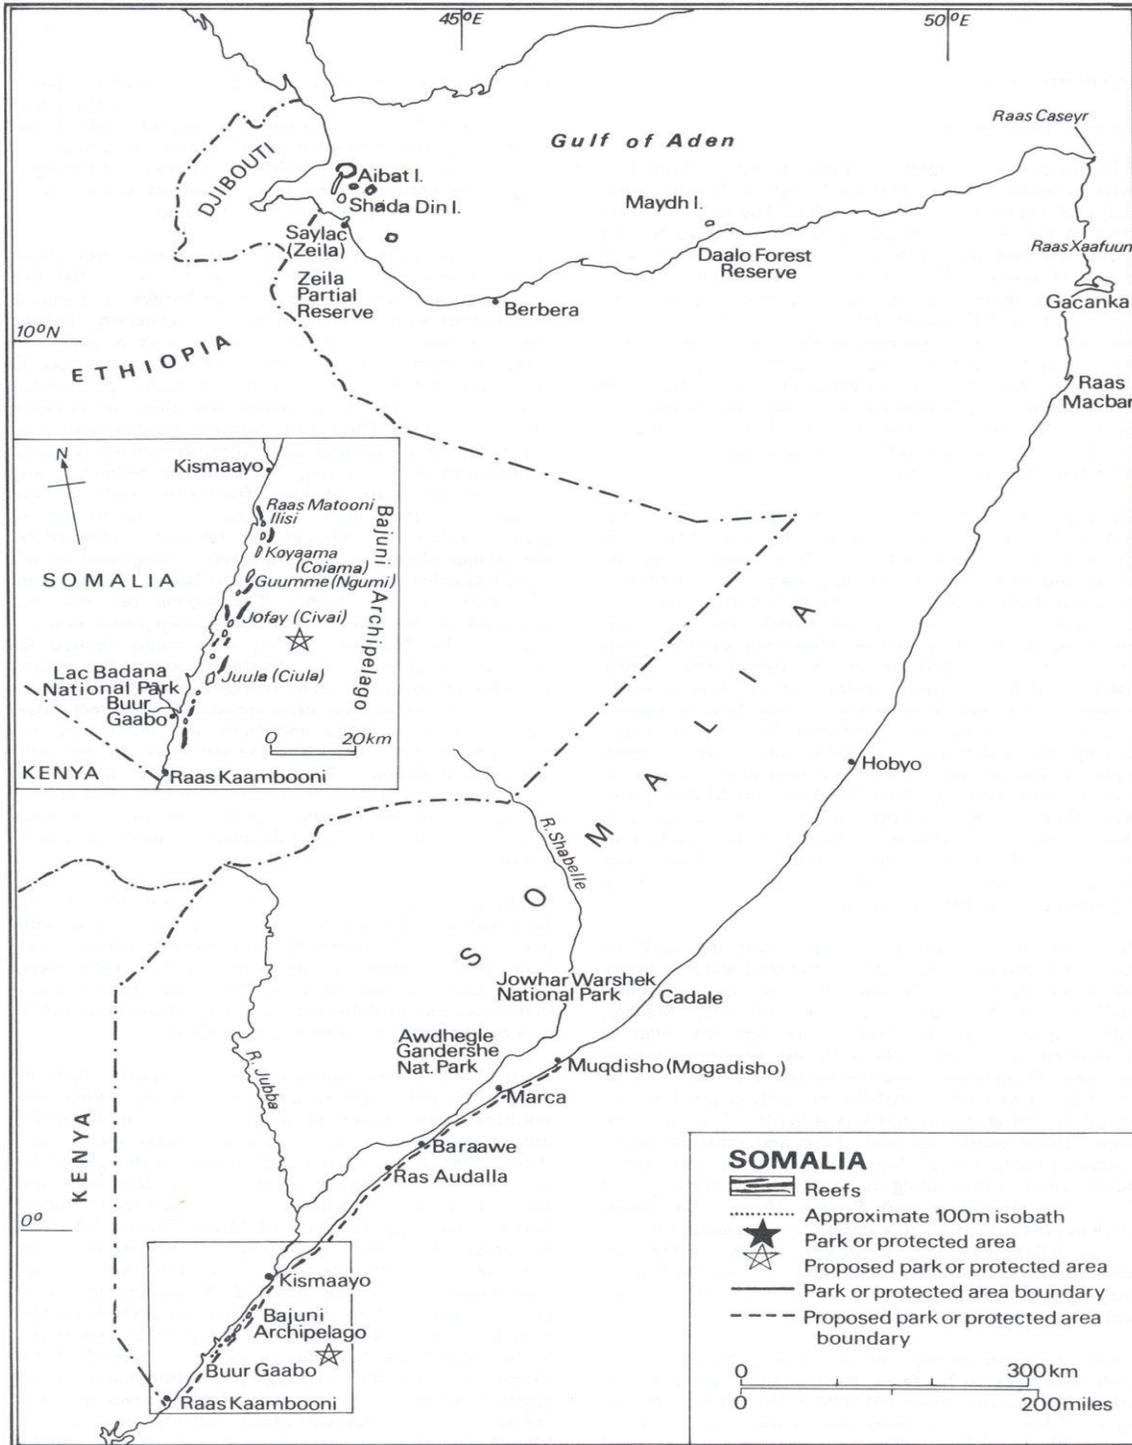 45°E
50°E
Raas Caseyr
Gulf of Aden
DJIBOUTI
Aibat I.
Shada Din I.
Maydh I.
Saylac
(Zeila)
Raas Xaafuun
Daalo Forest
Reserve
Zeila
Partial
Reserve
Gacanka
Berbera
10°N
ETHIOPIA
Raas
Macbar
N
Kismaayo
Raas Matooni
Ilisi
Koyaama
(Coiama)
Bajuni Archipelago
SOMALIA
Guumme (Ngumi)
Jofay (Civai)
Lac Badana
National Park
Juula (Ciula)
Buur
Gaabo
0 20km
KENYA
Raas Kaambooni
SOMALIA
Hobyo
R. Shabelle
Jowhar Warshek
National Park
Cadale
Awdhegle
Gandershe
Nat. Park
Muqdisho (Mogadisho)
R. Jubba
Marca
KENYA
Baraawe
Ras Audalla
0°
Kismaayo
Bajuni
Archipelago
Buur Gaabo
Raas Kaambooni
SOMALIA
Reefs
Approximate 100m isobath
Park or protected area
Proposed park or protected area
Park or protected area boundary
Proposed park or protected area
boundary
0 300km
0 200miles